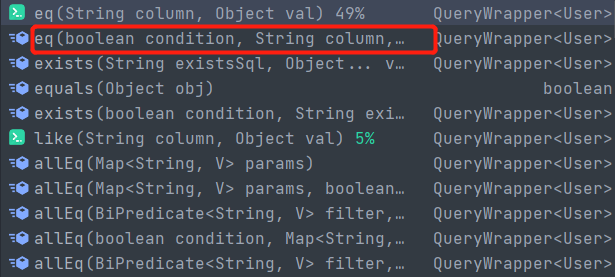 eq(String column, Object val) 49% QueryWrapper<User>
eq(boolean condition, String column,… QueryWrapper<User>
exists(String existsSql, Object... v… QueryWrapper<User>
equals(Object obj) boolean
exists(boolean condition, String exi… QueryWrapper<User>
like(String column, Object val) 5% QueryWrapper<User>
allEq(Map<String, V> params) QueryWrapper<User>
allEq(Map<String, V> params, boolean… QueryWrapper<User>
allEq(BiPredicate<String, V> filter,… QueryWrapper<User>
allEq(boolean condition, Map<String,… QueryWrapper<User>
allEq(BiPredicate<String, V> filter,… QueryWrapper<User>